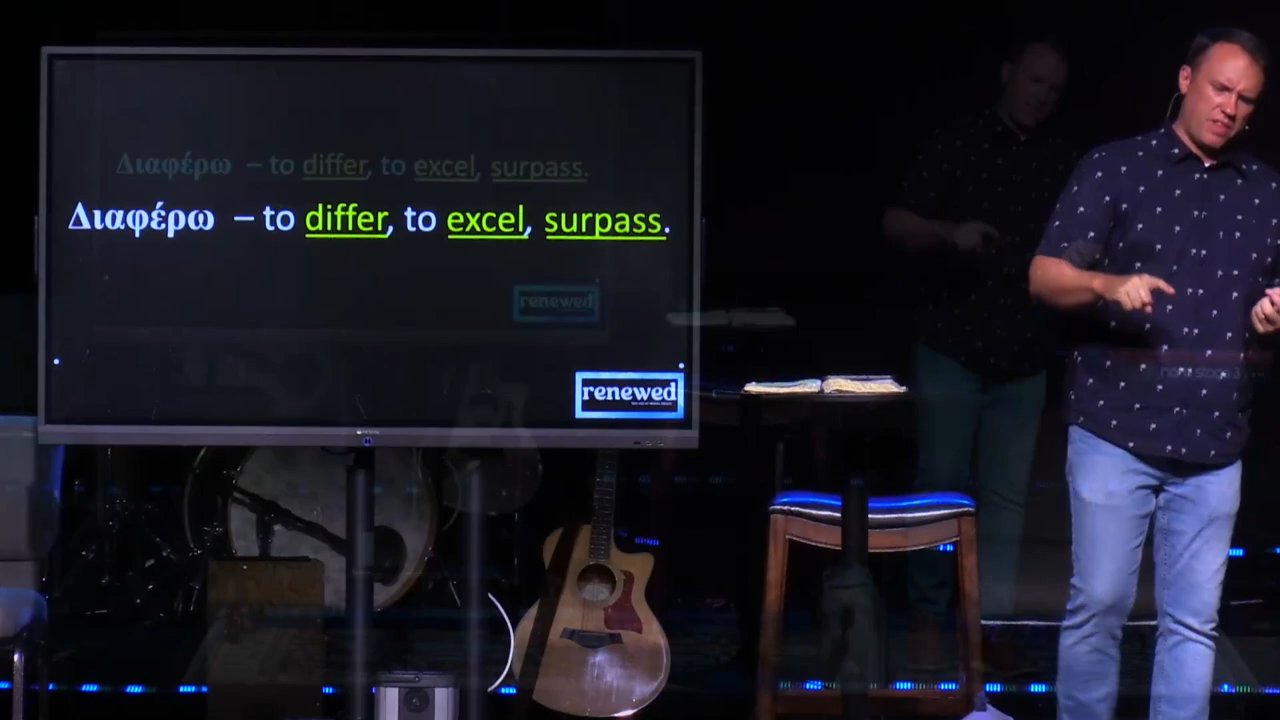 Διαφέρω – to differ, to excel, surpass.
Διαφέρω – to differ, to excel, surpass.
renewed
renewed